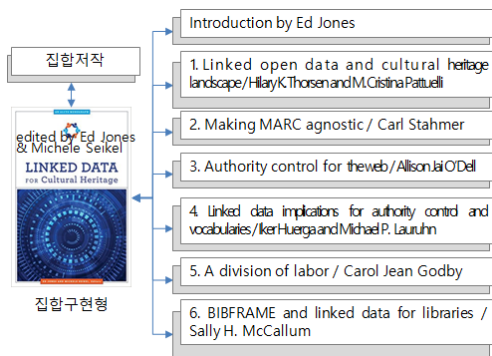 집합저작
edited by Ed Jones
& Michele Seikel
LINKED DATA
FOR Cultural Heritage
집합구현형
Introduction by Ed Jones
1. Linked open data and cultural heritage
landscape / Hilary K. Thorsen and M. Cristina Pattuelli
2. Making MARC agnostic / Carl Stahmer
3. Authority control for the web / Allison Jai O'Dell
4. Linked data implications for authority control and
vocabularies / Iker Huerga and Michael P. Lauruhn
5. A division of labor / Carol Jean Godby
6. BIBFRAME and linked data for libraries /
Sally H. McCallum